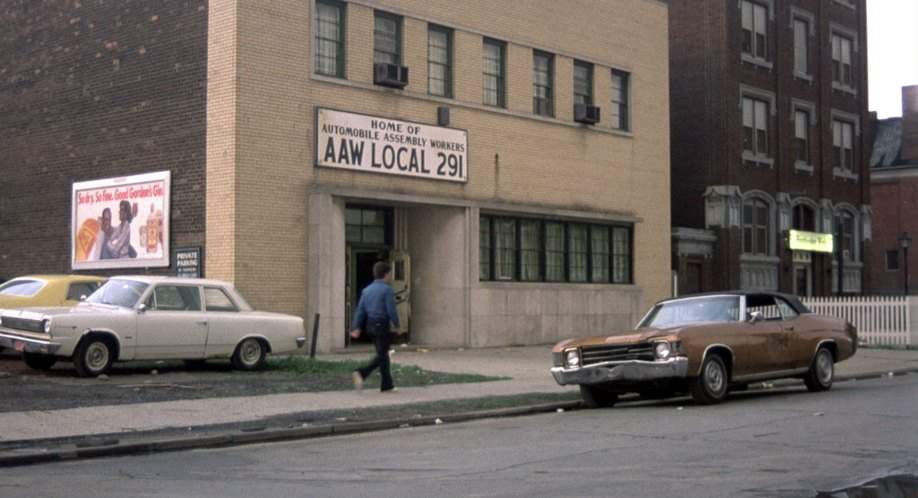 HOME OF
AUTOMOBILE ASSEMBLY WORKERS
AAW LOCAL 291
So dry. So Fine. Good Gordon's Gin.
PRIVATE
PARKING